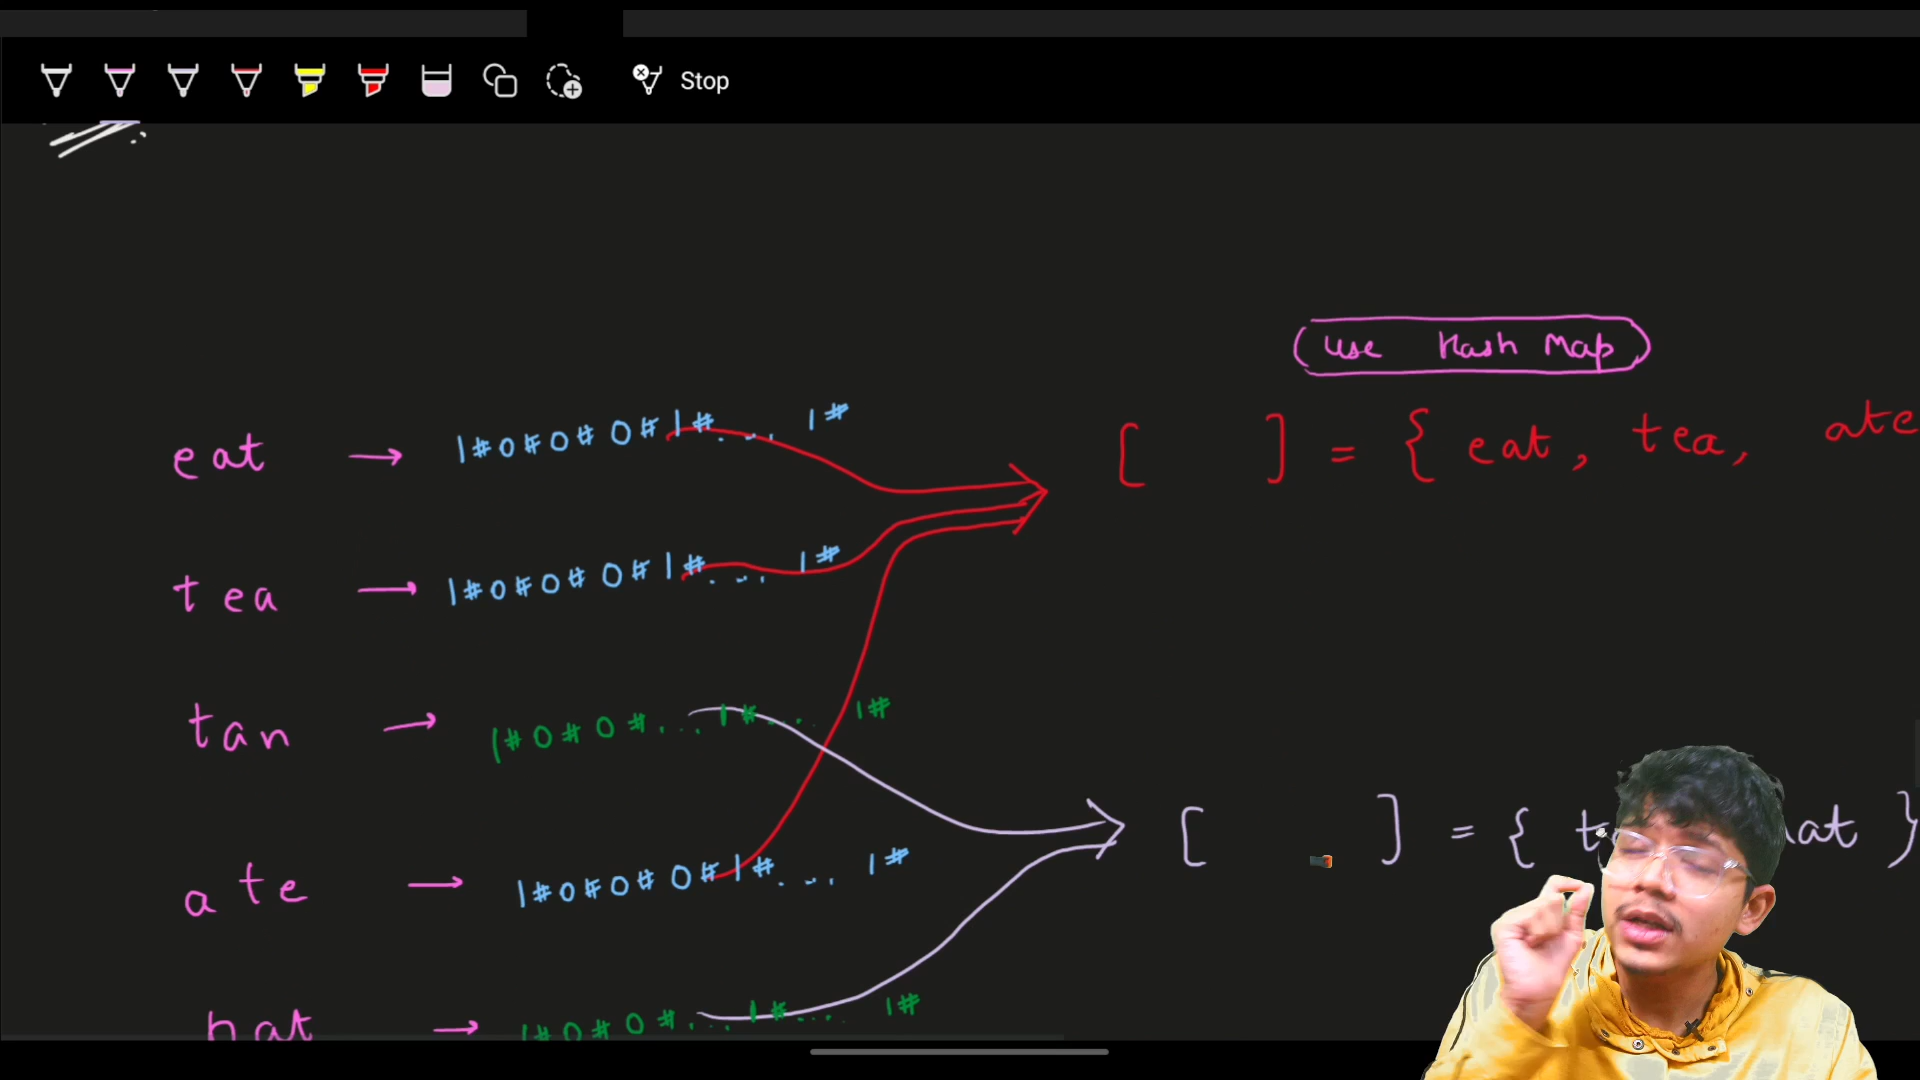 Stop
Use Hash Map
eat → 1#0#0#0#1#... 1# [ ] = { eat, tea, ate
tea → 1#0#0#0#1#... 1#
tan → 1#0#0#...1#... 1#
[ ] = { }
ate → 1#0#0#0#1#... 1#
nat → 1#0#0#...1#... 1#